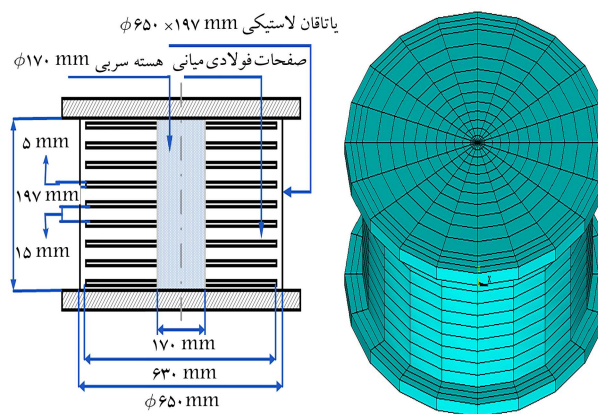 یاتاقان لاستیکی ϕ۶۵۰ ×۱۹۷ mm
صفحات فولادی میانی
هسته سربی ϕ۱۷۰ mm
۵ mm
۱۹۷ mm
۱۵ mm
۱۷۰ mm
۶۳۰ mm
ϕ۶۵۰ mm